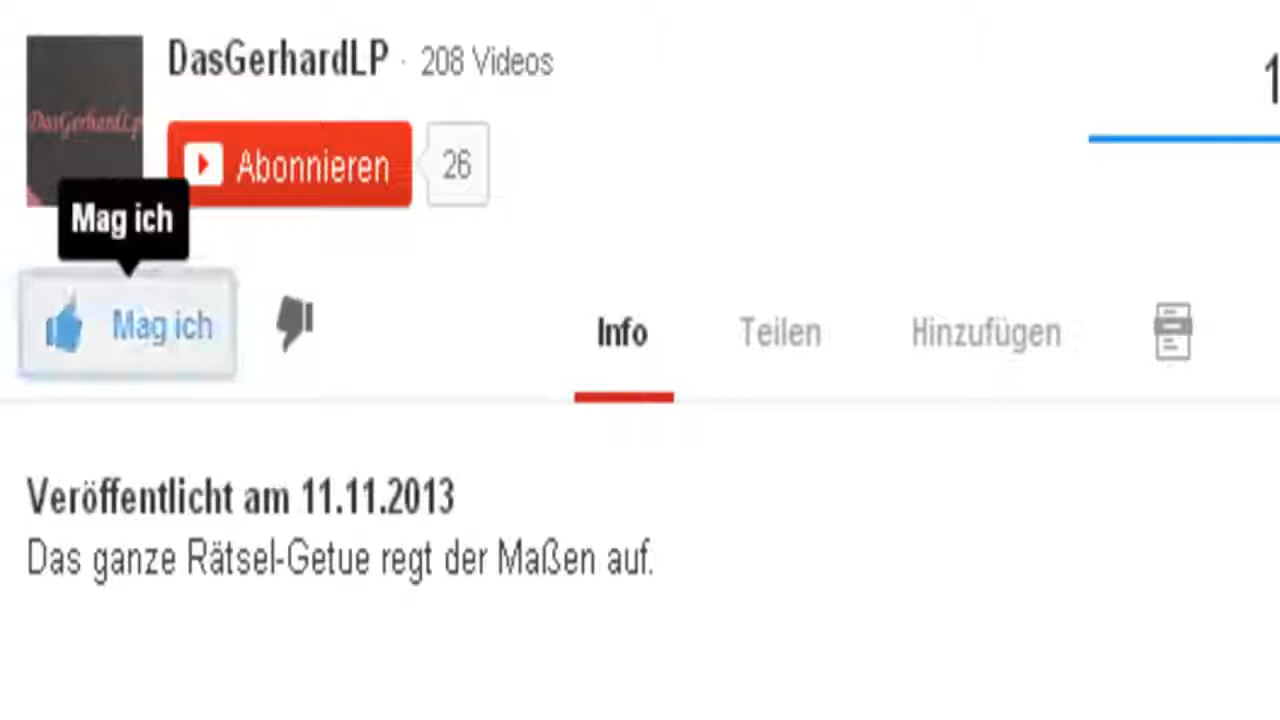 DasGerhardLP · 208 Videos
DasGerhardLp
Abonnieren 26
Mag ich
Mag ich
Info Teilen Hinzufügen
Veröffentlicht am 11.11.2013
Das ganze Rätsel-Getue regt der Maßen auf.